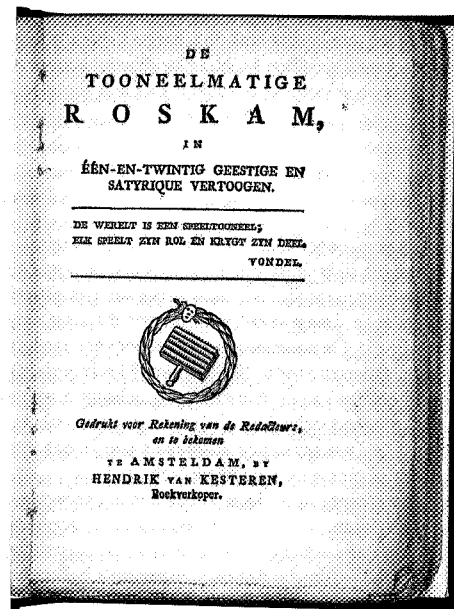 DE
TOONEELMATIGE
ROSKAM,
IN
ÉÉN-EN-TWINTIG GEESTIGE EN
SATYRIQUE VERTOOGEN.
DE WERELT IS EEN SPEELTOONEEL;
ELK SPEELT ZYN ROL EN KRYGT ZYN DEEL.
VONDEL.
Gedrukt voor Rekening van de Redacteurs,
en te bekomen
TE AMSTELDAM, BY
HENDRIK VAN KESTEREN,
Boekverkoper.